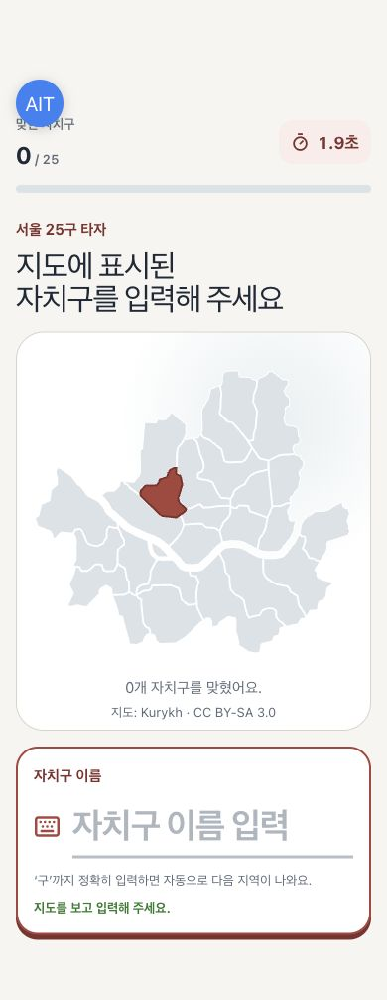 AIT
0 / 25
1.9초
서울 25구 타자
지도에 표시된
자치구를 입력해 주세요
0개 자치구를 맞혔어요.
지도: Kurykh · CC BY-SA 3.0
자치구 이름
자치구 이름 입력
‘구’까지 정확히 입력하면 자동으로 다음 지역이 나와요.
지도를 보고 입력해 주세요.